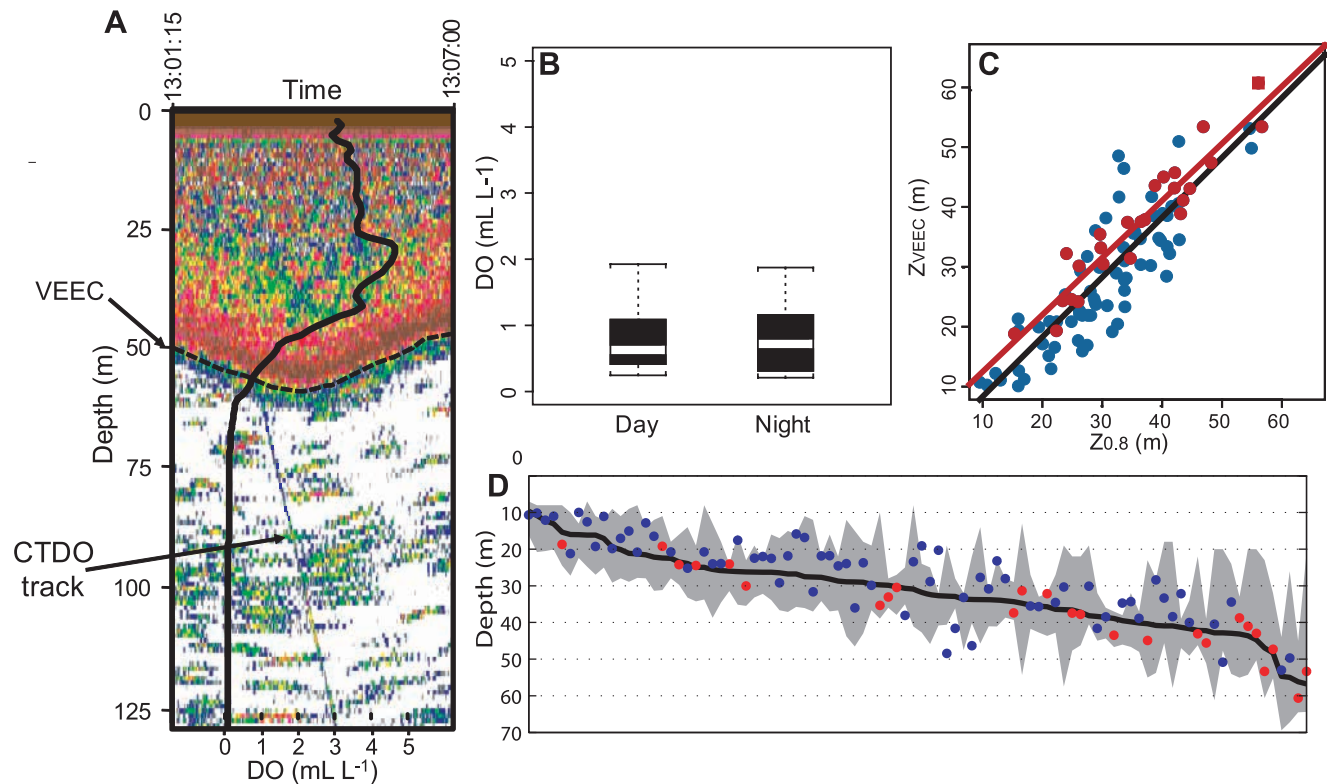 A
13:01:15
Time
13:07:00
0
25
50
75
100
125
Depth (m)
VEEC
CTDO
track
0 1 2 3 4 5
DO (mL L-1)
B
5
4
3
2
1
0
DO (mL L-1)
Day Night
C
60
50
40
30
20
10
ZVEEC (m)
10 20 30 40 50 60
Z0.8 (m)
D
0
10
20
30
40
50
60
70
Depth (m)